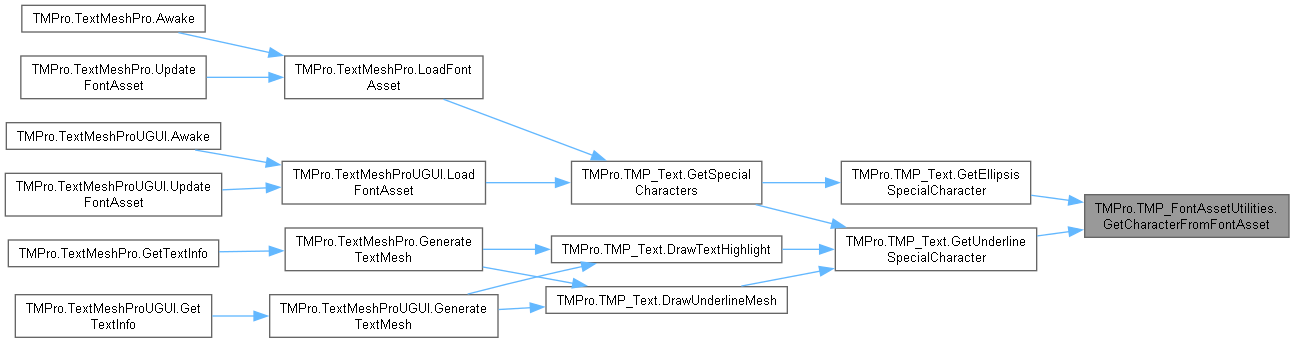 TMPro.TextMeshPro.Awake
TMPro.TextMeshPro.Update
FontAsset
TMPro.TextMeshPro.LoadFont
Asset
TMPro.TextMeshProUGUI.Awake
TMPro.TextMeshProUGUI.Update
FontAsset
TMPro.TextMeshProUGUI.Load
FontAsset
TMPro.TMP_Text.GetSpecial
Characters
TMPro.TMP_Text.GetEllipsis
SpecialCharacter
TMPro.TMP_FontAssetUtilities.
GetCharacterFromFontAsset
TMPro.TextMeshPro.GetTextInfo
TMPro.TextMeshPro.Generate
TextMesh
TMPro.TMP_Text.DrawTextHighlight
TMPro.TMP_Text.GetUnderline
SpecialCharacter
TMPro.TextMeshProUGUI.Get
TextInfo
TMPro.TextMeshProUGUI.Generate
TextMesh
TMPro.TMP_Text.DrawUnderlineMesh